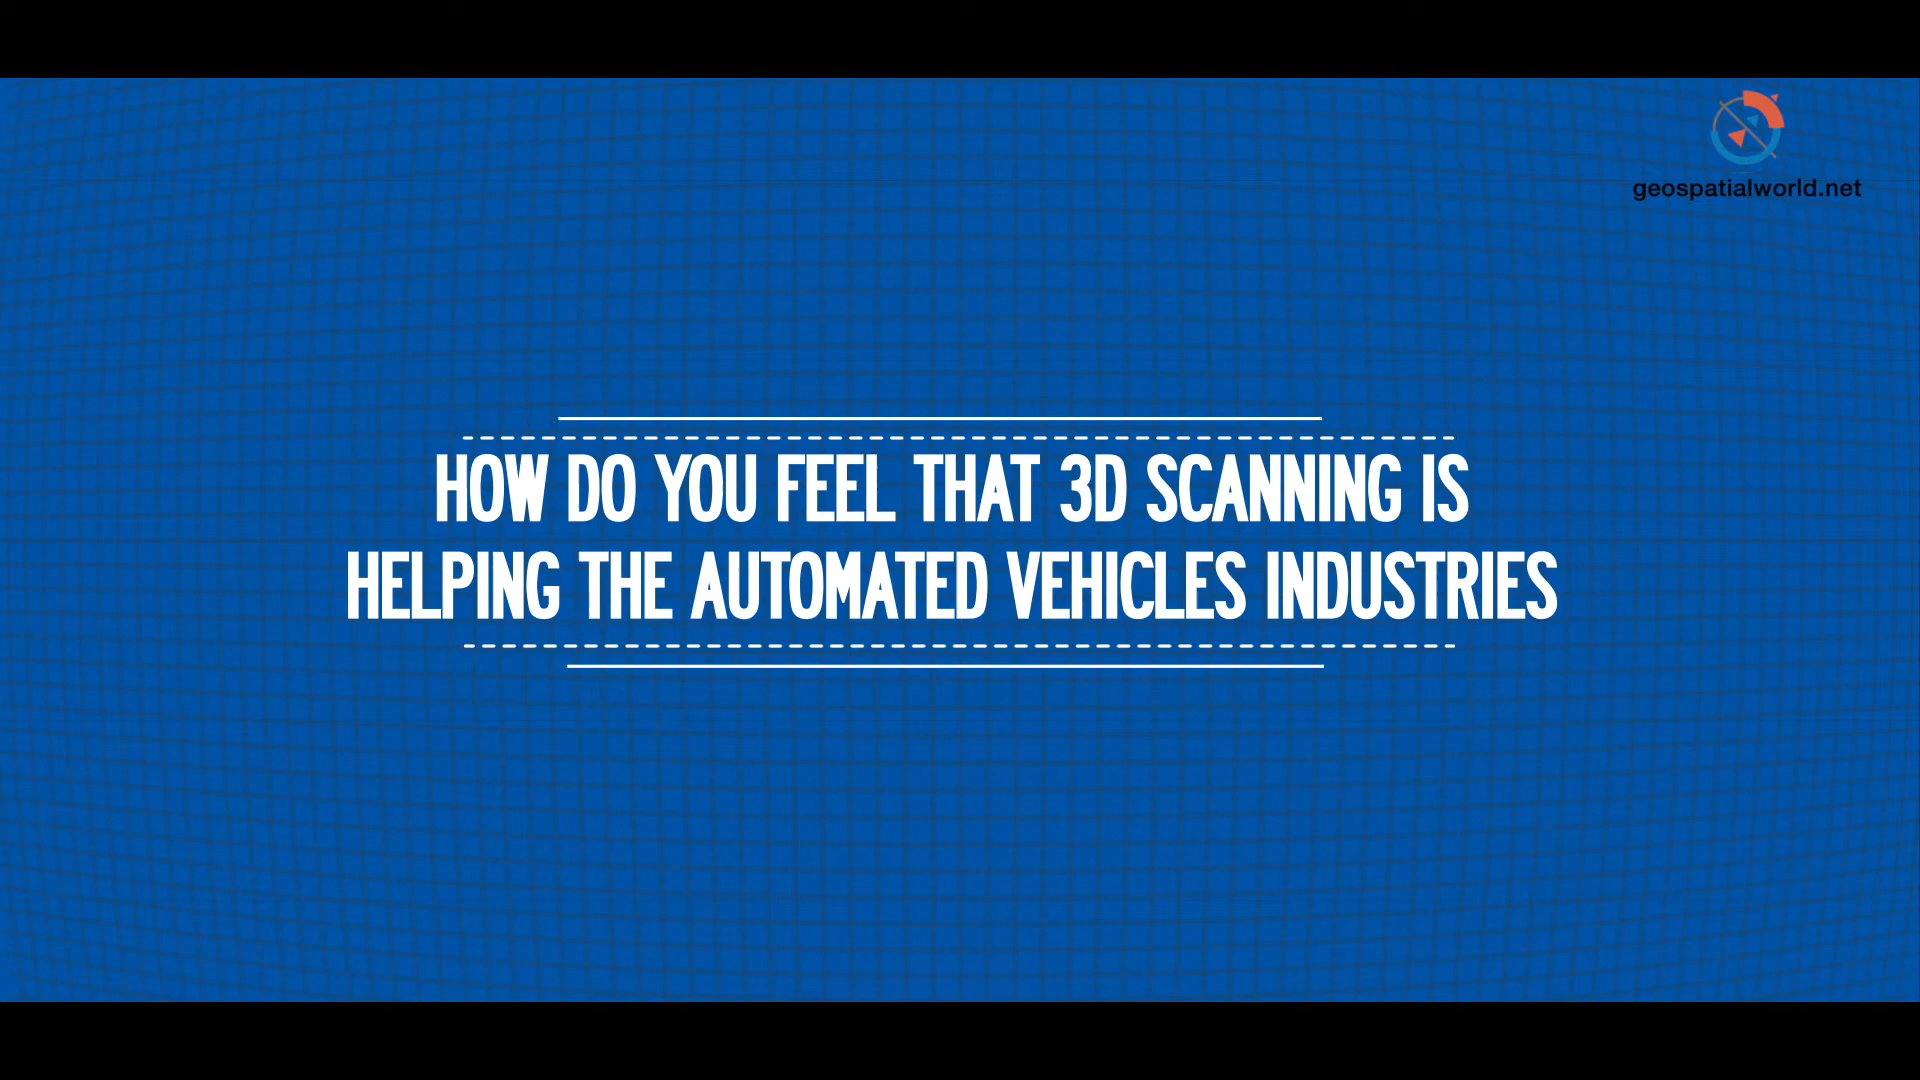 geospatialworld.net
HOW DO YOU FEEL THAT 3D SCANNING IS
HELPING THE AUTOMATED VEHICLES INDUSTRIES